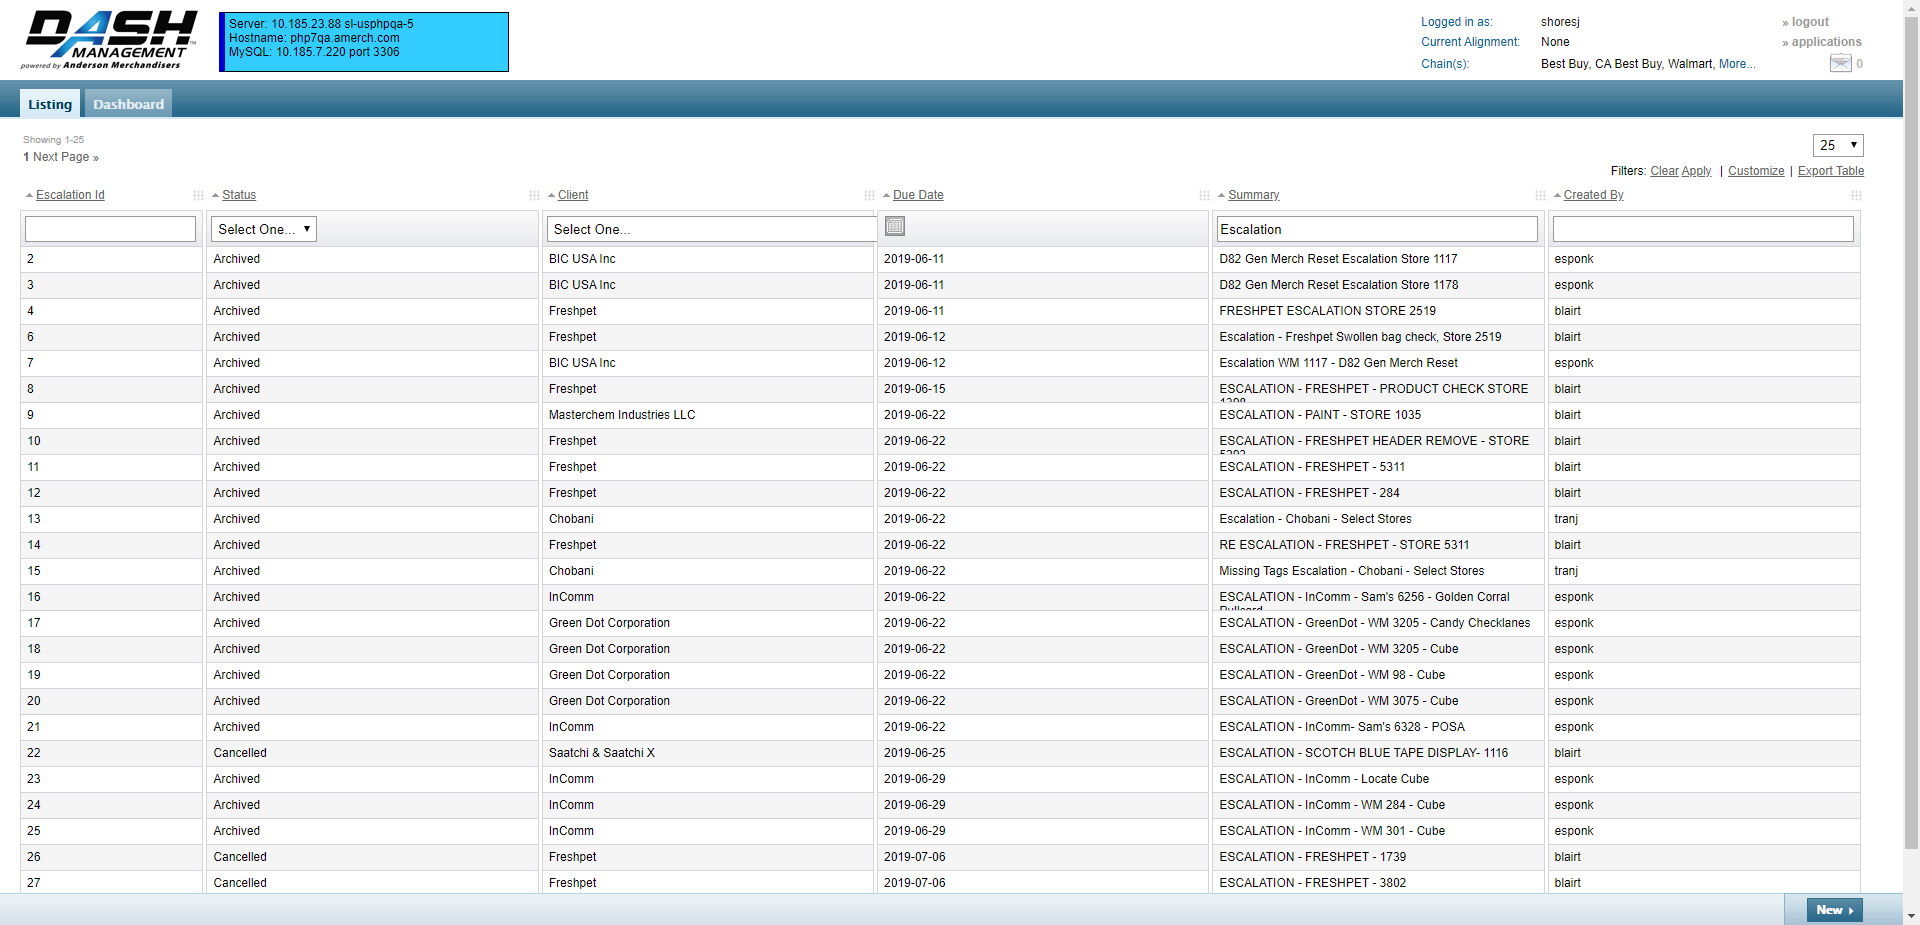 DASH
MANAGEMENT
powered by Anderson Merchandisers
Server: 10.185.23.88 sl-usphpqa-5
Hostname: php7qa.amerch.com
MySQL: 10.185.7.220 port 3306
Logged in as: shoresj
Current Alignment: None
Chain(s): Best Buy, CA Best Buy, Walmart, More...
» logout
» applications
0
Listing Dashboard
Showing 1-25
1 Next Page »
25
Filters: Clear Apply | Customize | Export Table
Escalation Id Status Client Due Date Summary Created By
Select One... Select One... Escalation
2 Archived BIC USA Inc 2019-06-11 D82 Gen Merch Reset Escalation Store 1117 esponk
3 Archived BIC USA Inc 2019-06-11 D82 Gen Merch Reset Escalation Store 1178 esponk
4 Archived Freshpet 2019-06-11 FRESHPET ESCALATION STORE 2519 blairt
6 Archived Freshpet 2019-06-12 Escalation - Freshpet Swollen bag check, Store 2519 blairt
7 Archived BIC USA Inc 2019-06-12 Escalation WM 1117 - D82 Gen Merch Reset esponk
8 Archived Freshpet 2019-06-15 ESCALATION - FRESHPET - PRODUCT CHECK STORE blairt
9 Archived Masterchem Industries LLC 2019-06-22 ESCALATION - PAINT - STORE 1035 blairt
10 Archived Freshpet 2019-06-22 ESCALATION - FRESHPET HEADER REMOVE - STORE blairt
11 Archived Freshpet 2019-06-22 ESCALATION - FRESHPET - 5311 blairt
12 Archived Freshpet 2019-06-22 ESCALATION - FRESHPET - 284 blairt
13 Archived Chobani 2019-06-22 Escalation - Chobani - Select Stores tranj
14 Archived Freshpet 2019-06-22 RE ESCALATION - FRESHPET - STORE 5311 blairt
15 Archived Chobani 2019-06-22 Missing Tags Escalation - Chobani - Select Stores tranj
16 Archived InComm 2019-06-22 ESCALATION - InComm - Sam's 6256 - Golden Corral esponk
17 Archived Green Dot Corporation 2019-06-22 ESCALATION - GreenDot - WM 3205 - Candy Checklanes esponk
18 Archived Green Dot Corporation 2019-06-22 ESCALATION - GreenDot - WM 3205 - Cube esponk
19 Archived Green Dot Corporation 2019-06-22 ESCALATION - GreenDot - WM 98 - Cube esponk
20 Archived Green Dot Corporation 2019-06-22 ESCALATION - GreenDot - WM 3075 - Cube esponk
21 Archived InComm 2019-06-22 ESCALATION - InComm- Sam's 6328 - POSA esponk
22 Cancelled Saatchi & Saatchi X 2019-06-25 ESCALATION - SCOTCH BLUE TAPE DISPLAY- 1116 blairt
23 Archived InComm 2019-06-29 ESCALATION - InComm - Locate Cube esponk
24 Archived InComm 2019-06-29 ESCALATION - InComm - WM 284 - Cube esponk
25 Archived InComm 2019-06-29 ESCALATION - InComm - WM 301 - Cube esponk
26 Cancelled Freshpet 2019-07-06 ESCALATION - FRESHPET - 1739 blairt
27 Cancelled Freshpet 2019-07-06 ESCALATION - FRESHPET - 3802 blairt
New